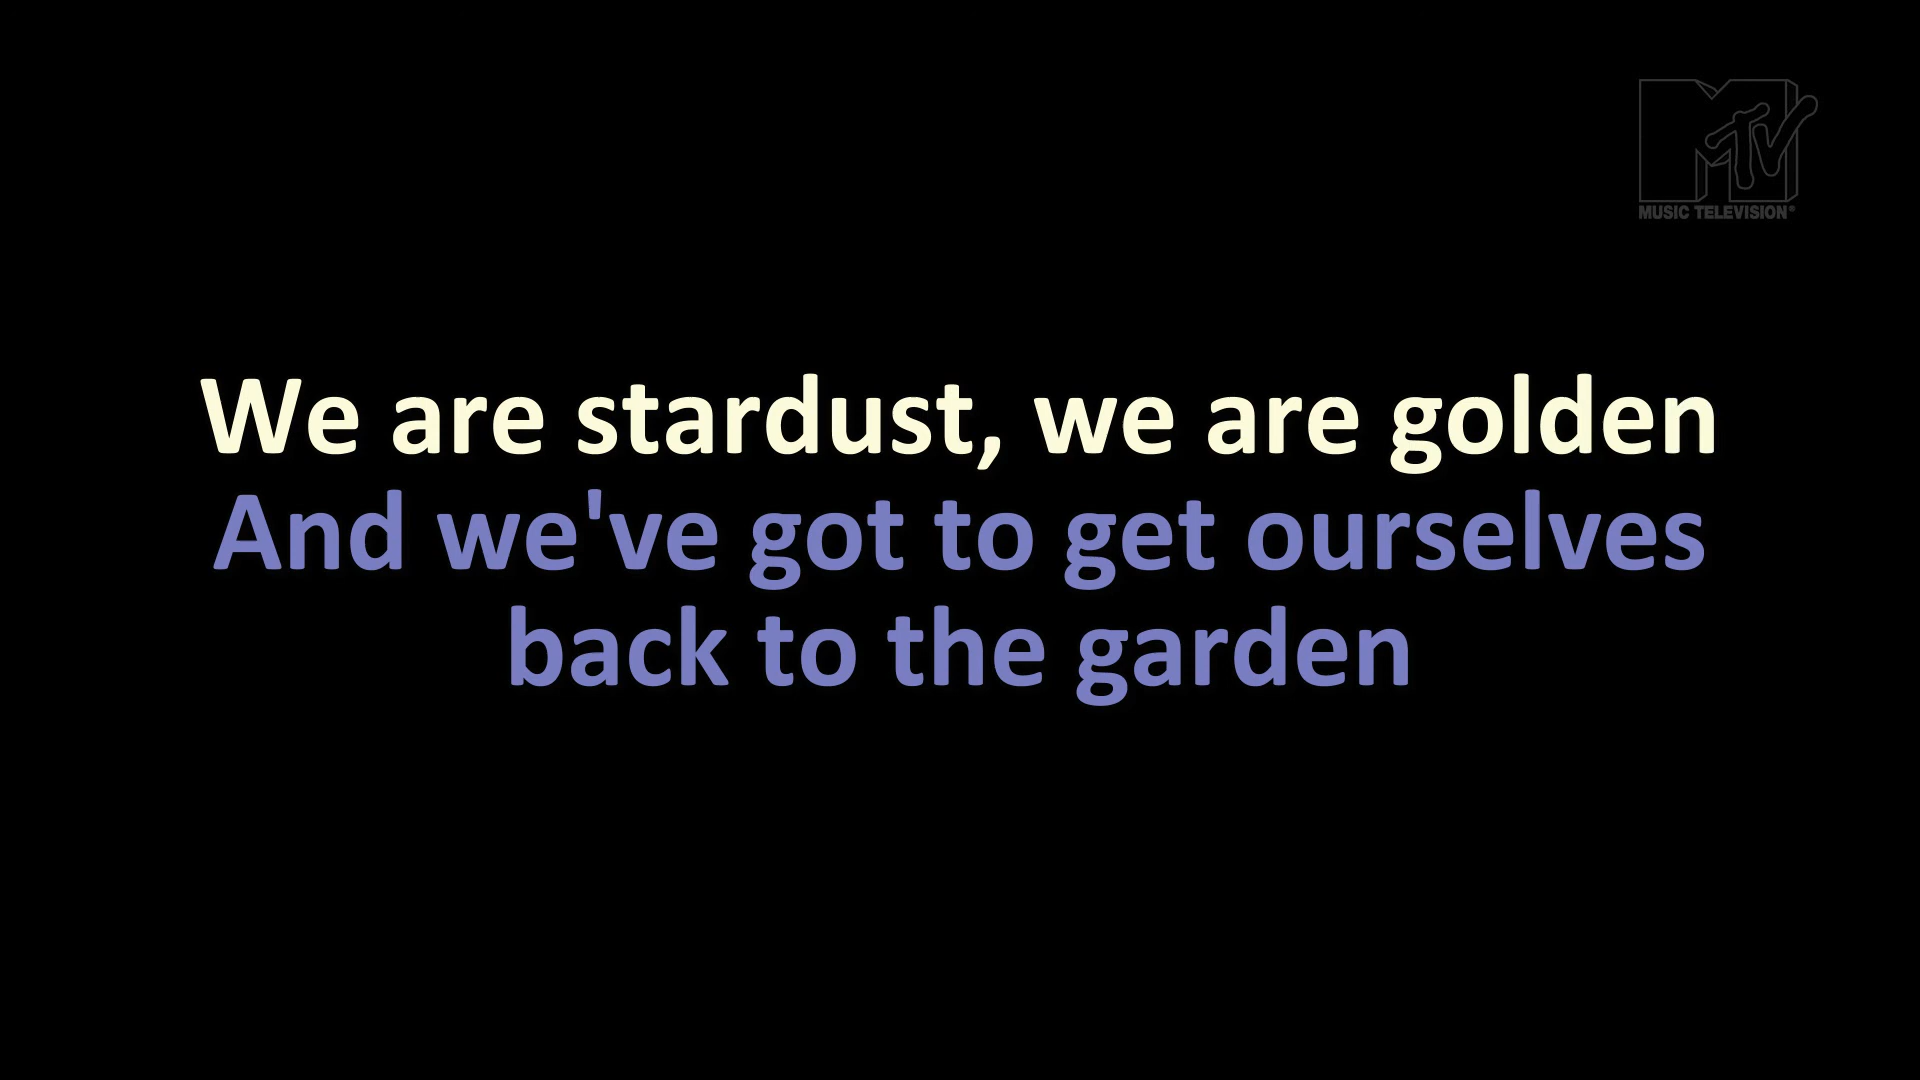 MTV
MUSIC TELEVISION®
We are stardust, we are golden
And we've got to get ourselves
back to the garden